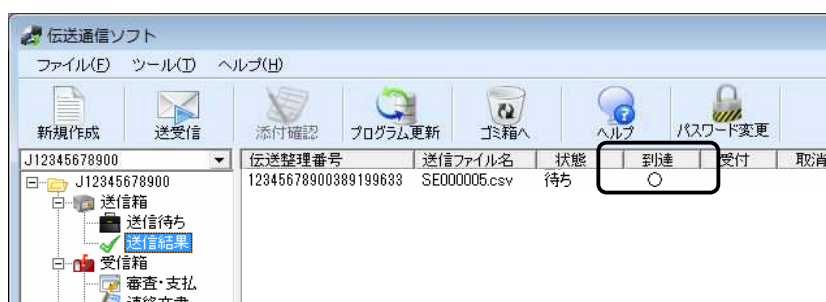 伝送通信ソフト
ファイル(F) ツール(T) ヘルプ(H)
新規作成 送受信 添付確認 プログラム更新 ゴミ箱へ ヘルプ パスワード変更
J12345678900 伝送整理番号 送信ファイル名 状態 到達 受付 取消
J12345678900 12345678900389199633 SE000005.csv 待ち ○
送信箱
送信待ち
送信結果
受信箱
審査・支払
連絡文書